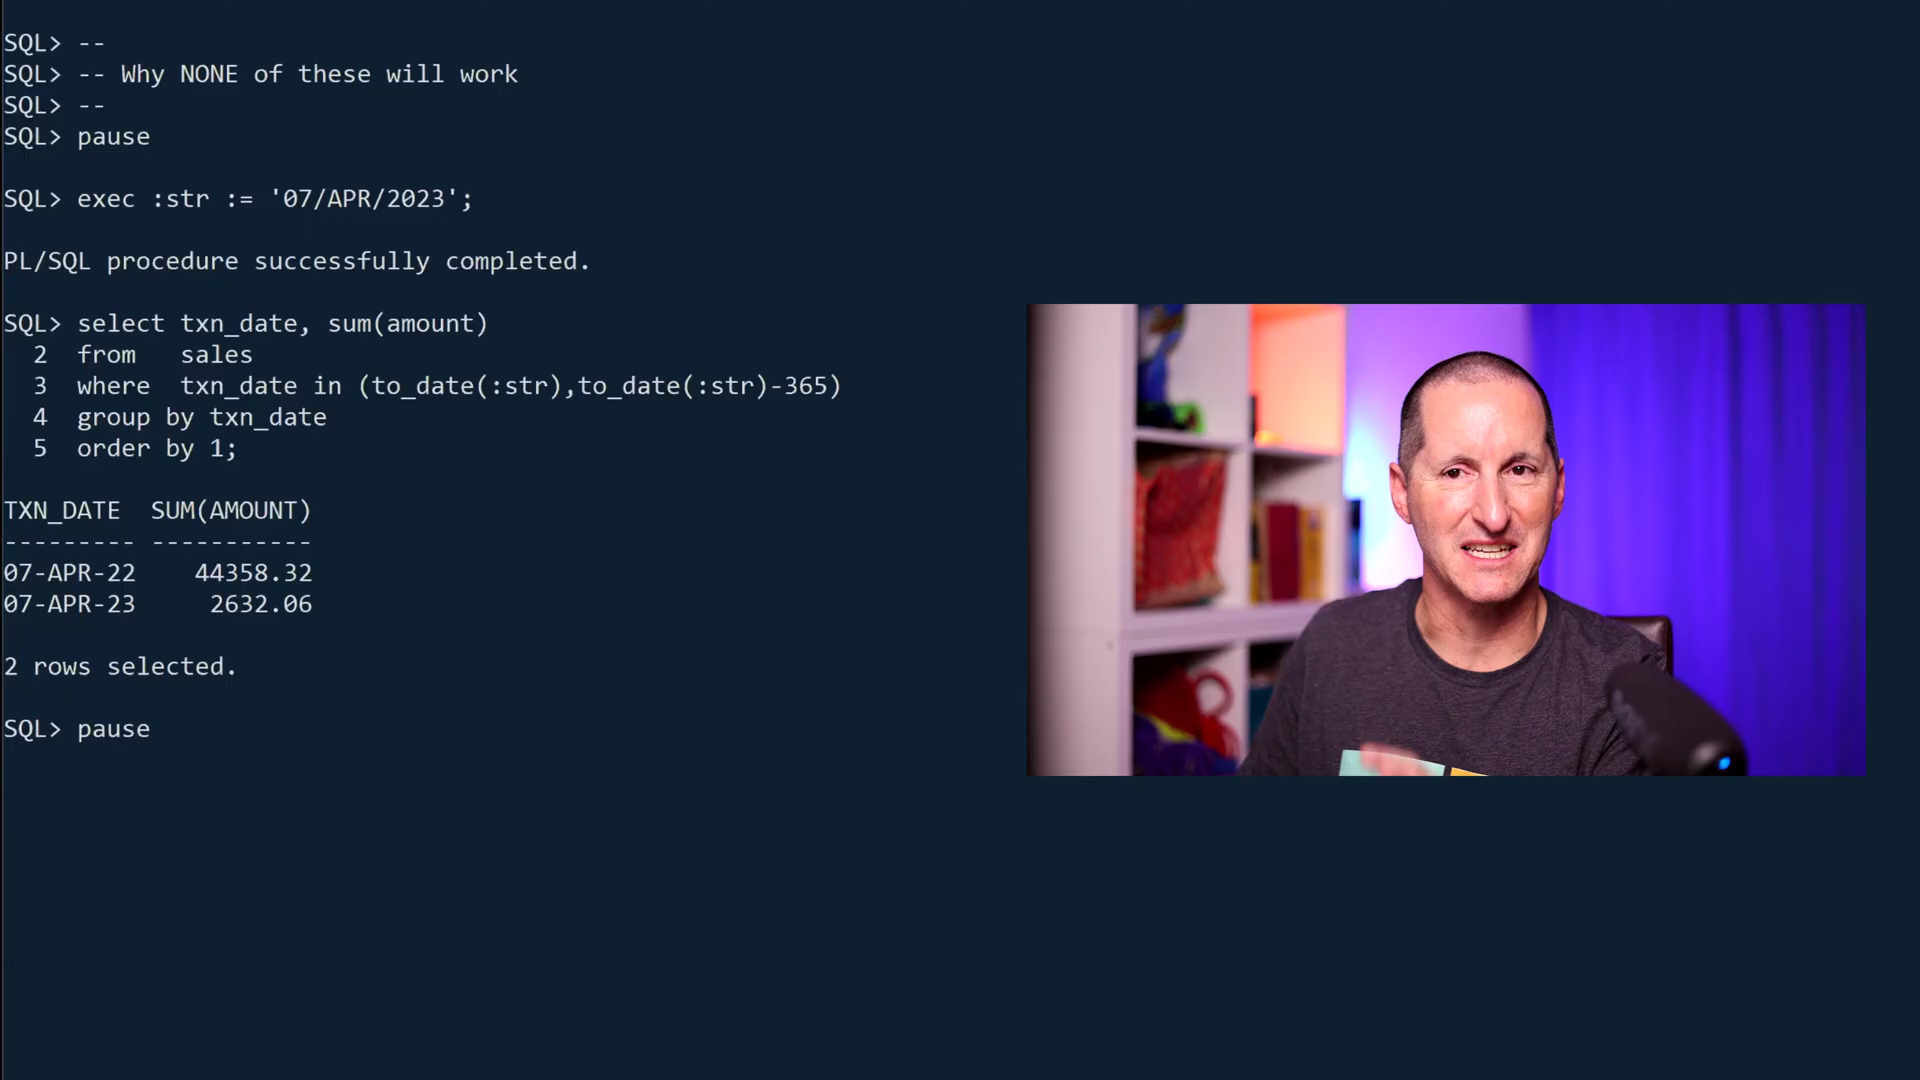 SQL> --
SQL> -- Why NONE of these will work
SQL> --
SQL> pause
SQL> exec :str := '07/APR/2023';
PL/SQL procedure successfully completed.
SQL> select txn_date, sum(amount)
  2  from   sales
  3  where  txn_date in (to_date(:str),to_date(:str)-365)
  4  group by txn_date
  5  order by 1;
TXN_DATE  SUM(AMOUNT)
--------- -----------
07-APR-22    44358.32
07-APR-23     2632.06
2 rows selected.
SQL> pause